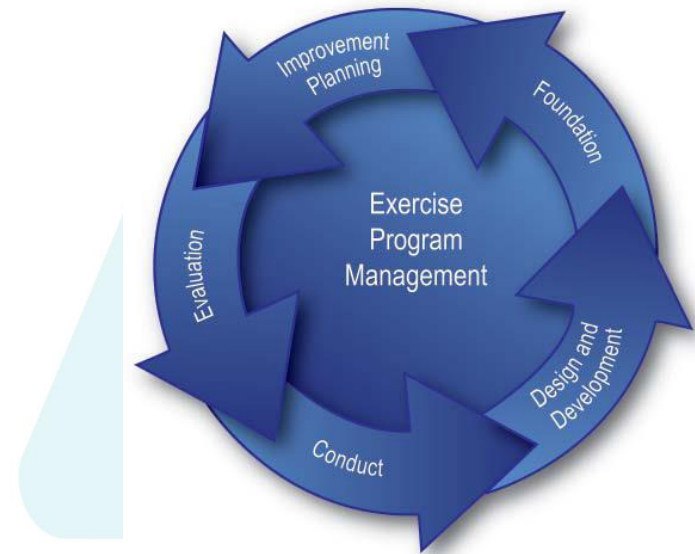 Improvement
Planning
Foundation
Exercise
Program
Management
Evaluation
Design and
Development
Conduct